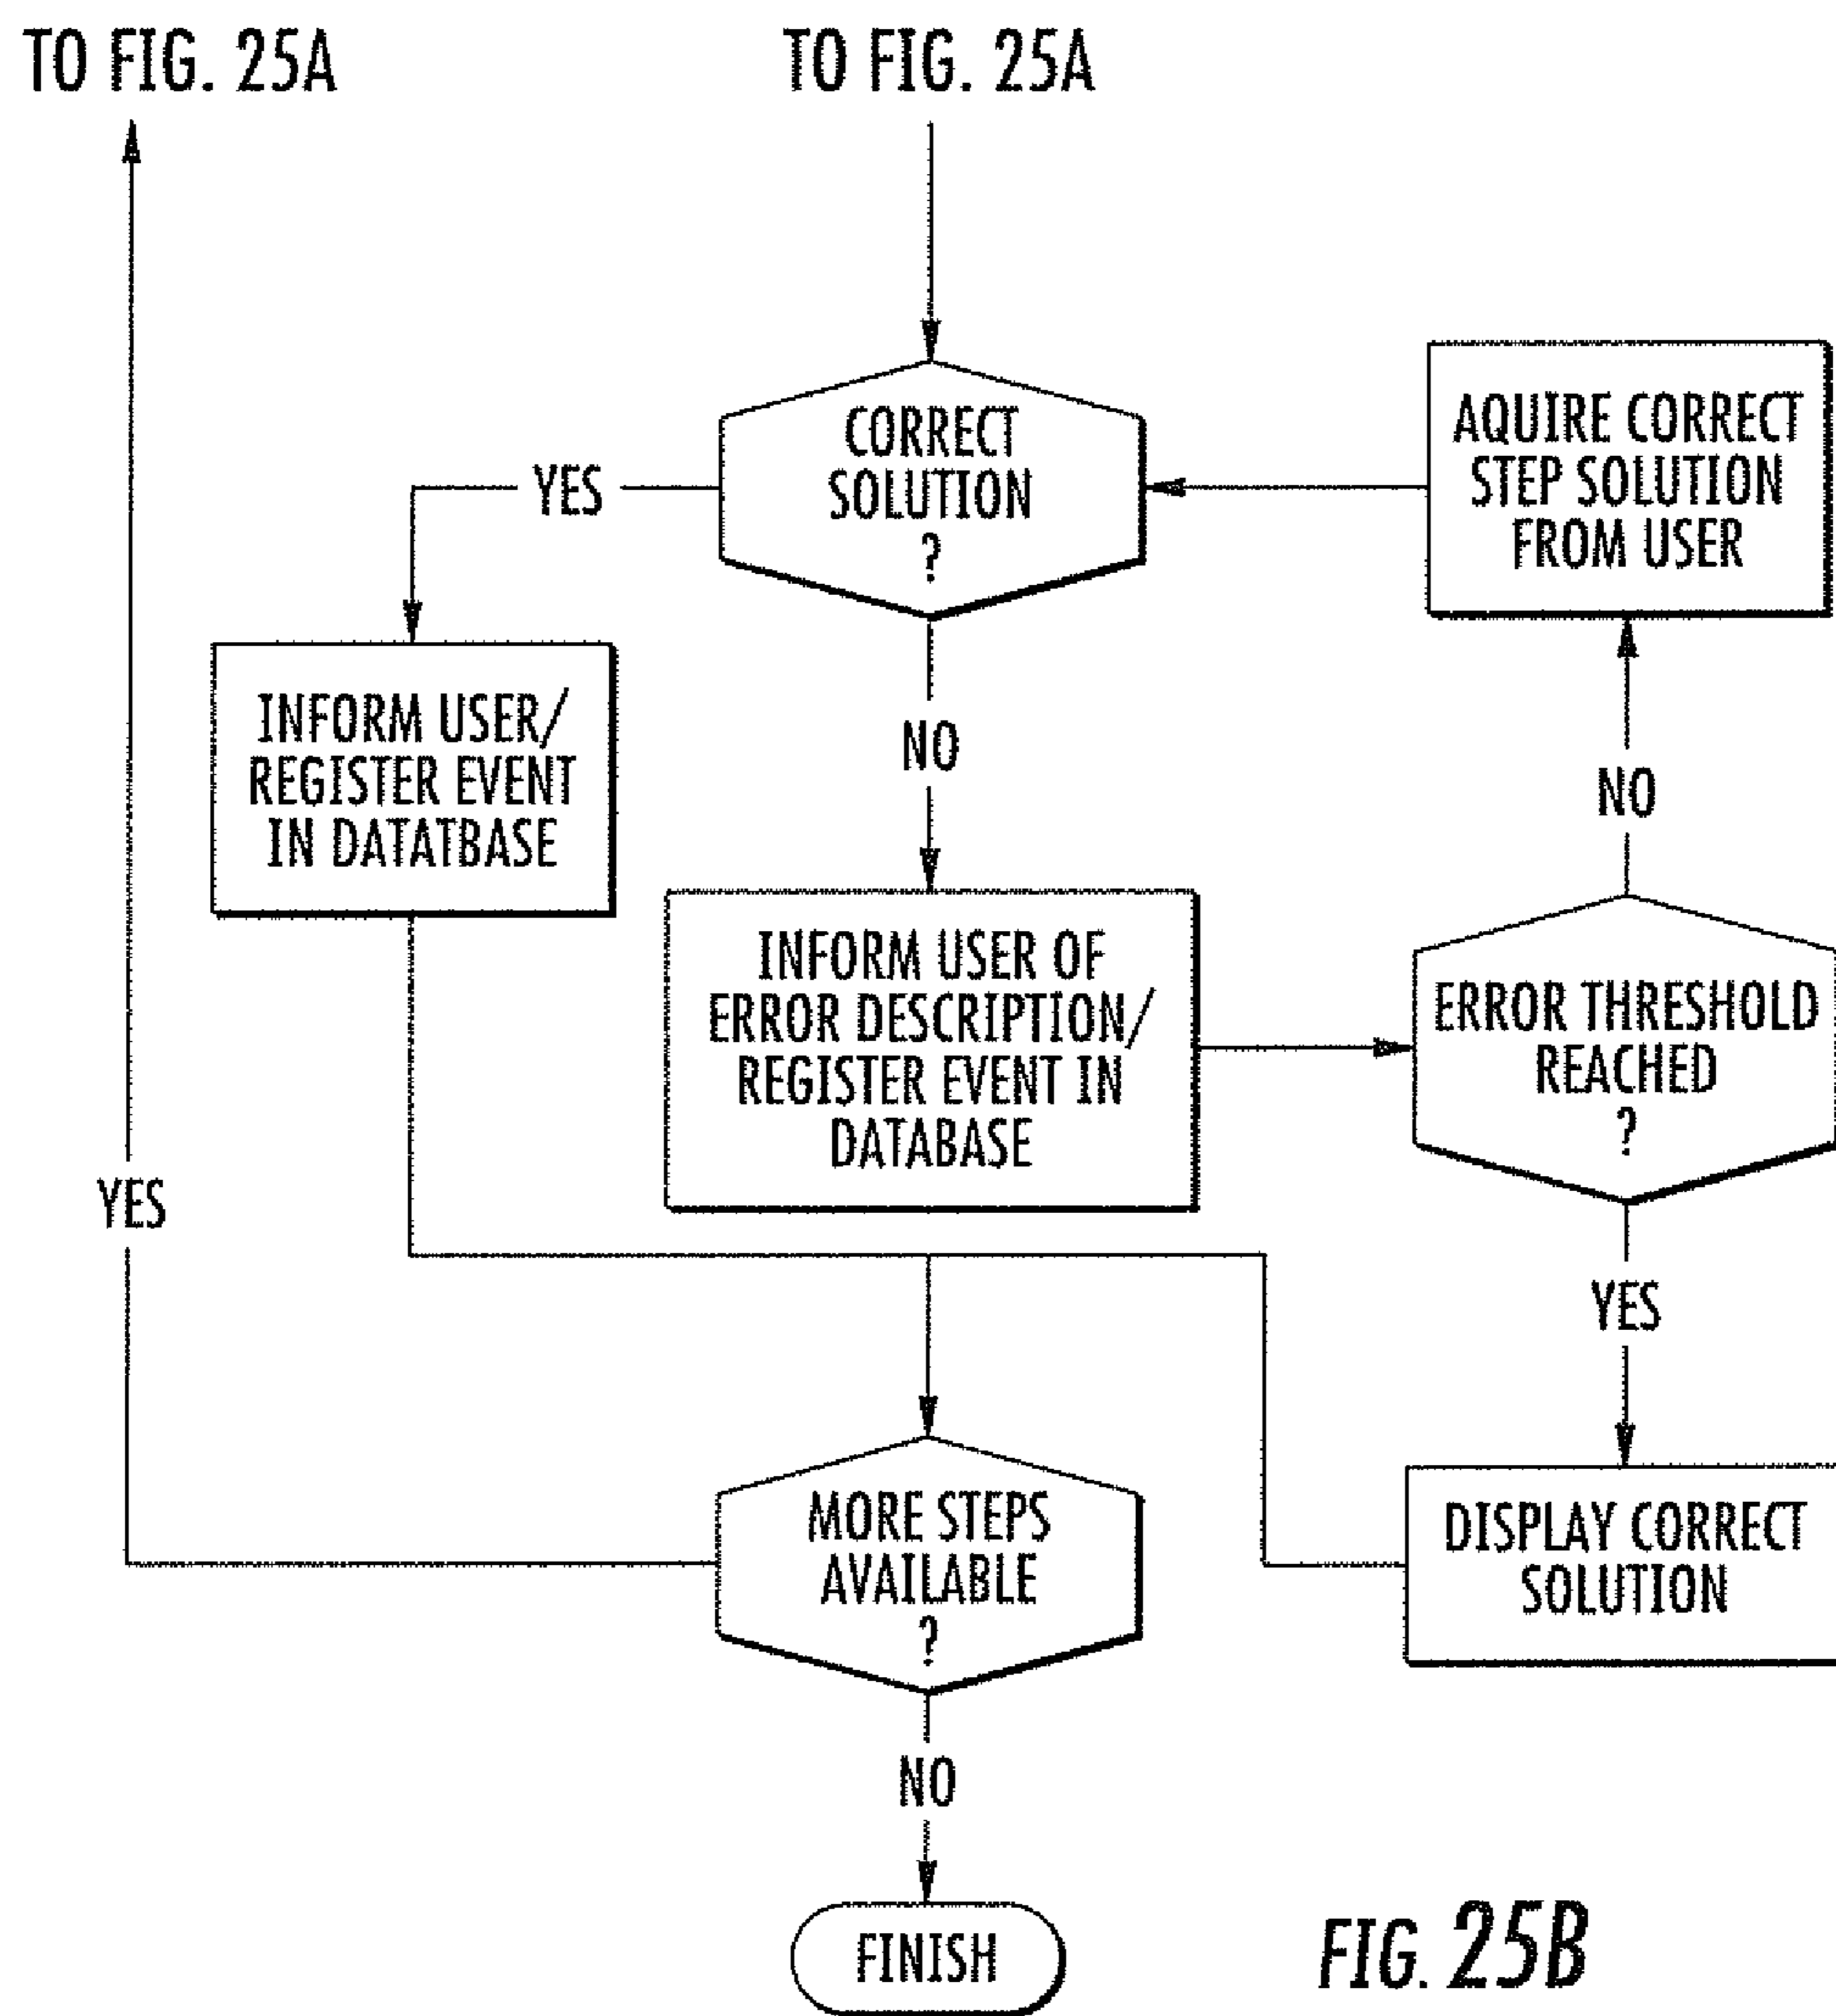 TO FIG. 25A
TO FIG. 25A
CORRECT
SOLUTION
?
AQUIRE CORRECT
STEP SOLUTION
FROM USER
YES
INFORM USER/
REGISTER EVENT
IN DATATBASE
NO
NO
INFORM USER OF
ERROR DESCRIPTION/
REGISTER EVENT IN
DATABASE
ERROR THRESHOLD
REACHED
?
YES
YES
MORE STEPS
AVAILABLE
?
DISPLAY CORRECT
SOLUTION
NO
FINISH
FIG. 25B